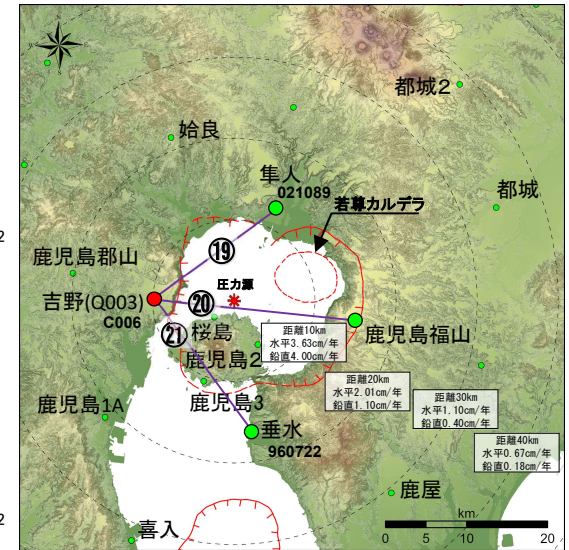 N
都城2
姶良
隼人
021089
若尊カルデラ
都城
2
鹿児島郡山
⑲
圧力源
吉野(Q003)
C006
⑳
㉑
桜島
鹿児島福山
鹿児島2
距離10km
水平3.63cm/年
鉛直4.00cm/年
鹿児島3
距離20km
水平2.01cm/年
鉛直1.10cm/年
距離30km
水平1.10cm/年
鉛直0.40cm/年
鹿児島1A
垂水
960722
距離40km
水平0.67cm/年
鉛直0.18cm/年
鹿屋
2
喜入
km
0 5 10 20